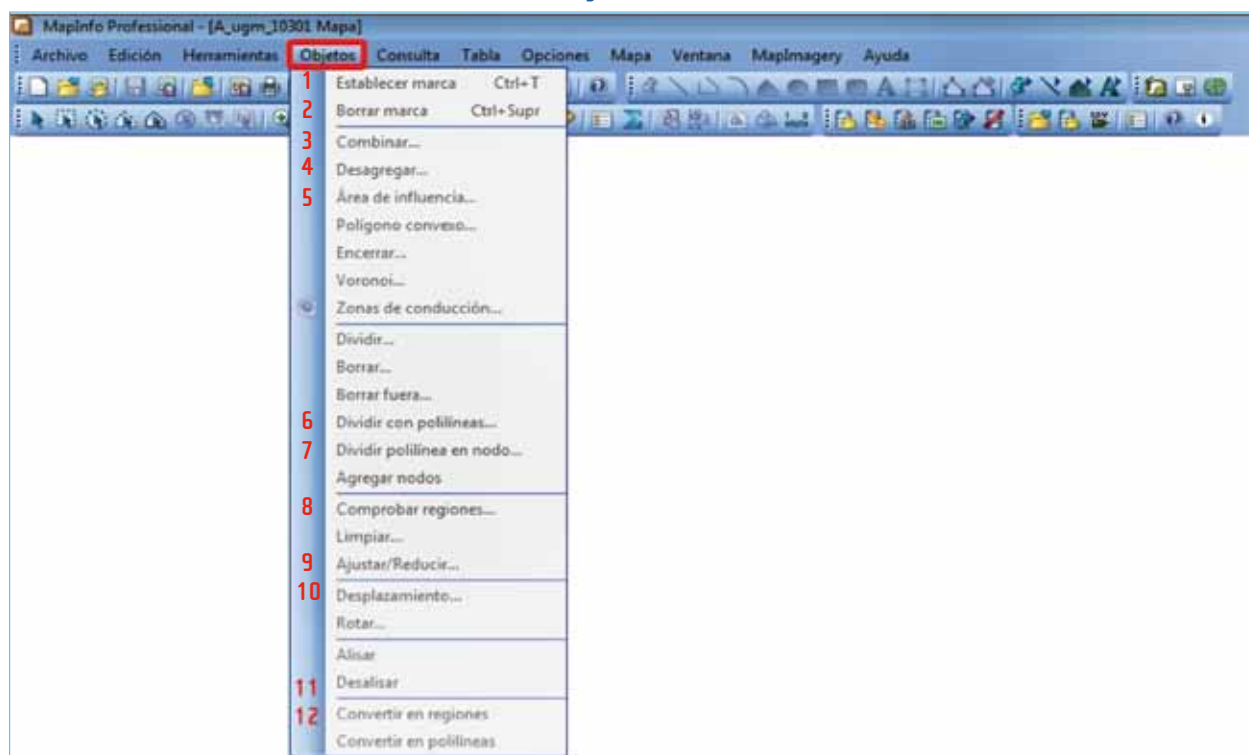 MapInfo Professional - [A_ugm_10301 Mapa]
Archivo Edición Herramientas Objetos Consulta Tabla Opciones Mapa Ventana MapImagery Ayuda
1 Establecer marca Ctrl+T
2 Borrar marca Ctrl+Supr
3 Combinar...
4 Desagregar...
5 Área de influencia...
Polígono convexo...
Encerrar...
Voronoi...
Zonas de conducción...
Dividir...
Borrar...
Borrar fuera...
6 Dividir con polilíneas...
7 Dividir polilínea en nodo...
Agregar nodos
8 Comprobar regiones...
Limpiar...
9 Ajustar/Reducir...
10 Desplazamiento...
Rotar...
Alisar
11 Desalisar
12 Convertir en regiones
Convertir en polilíneas